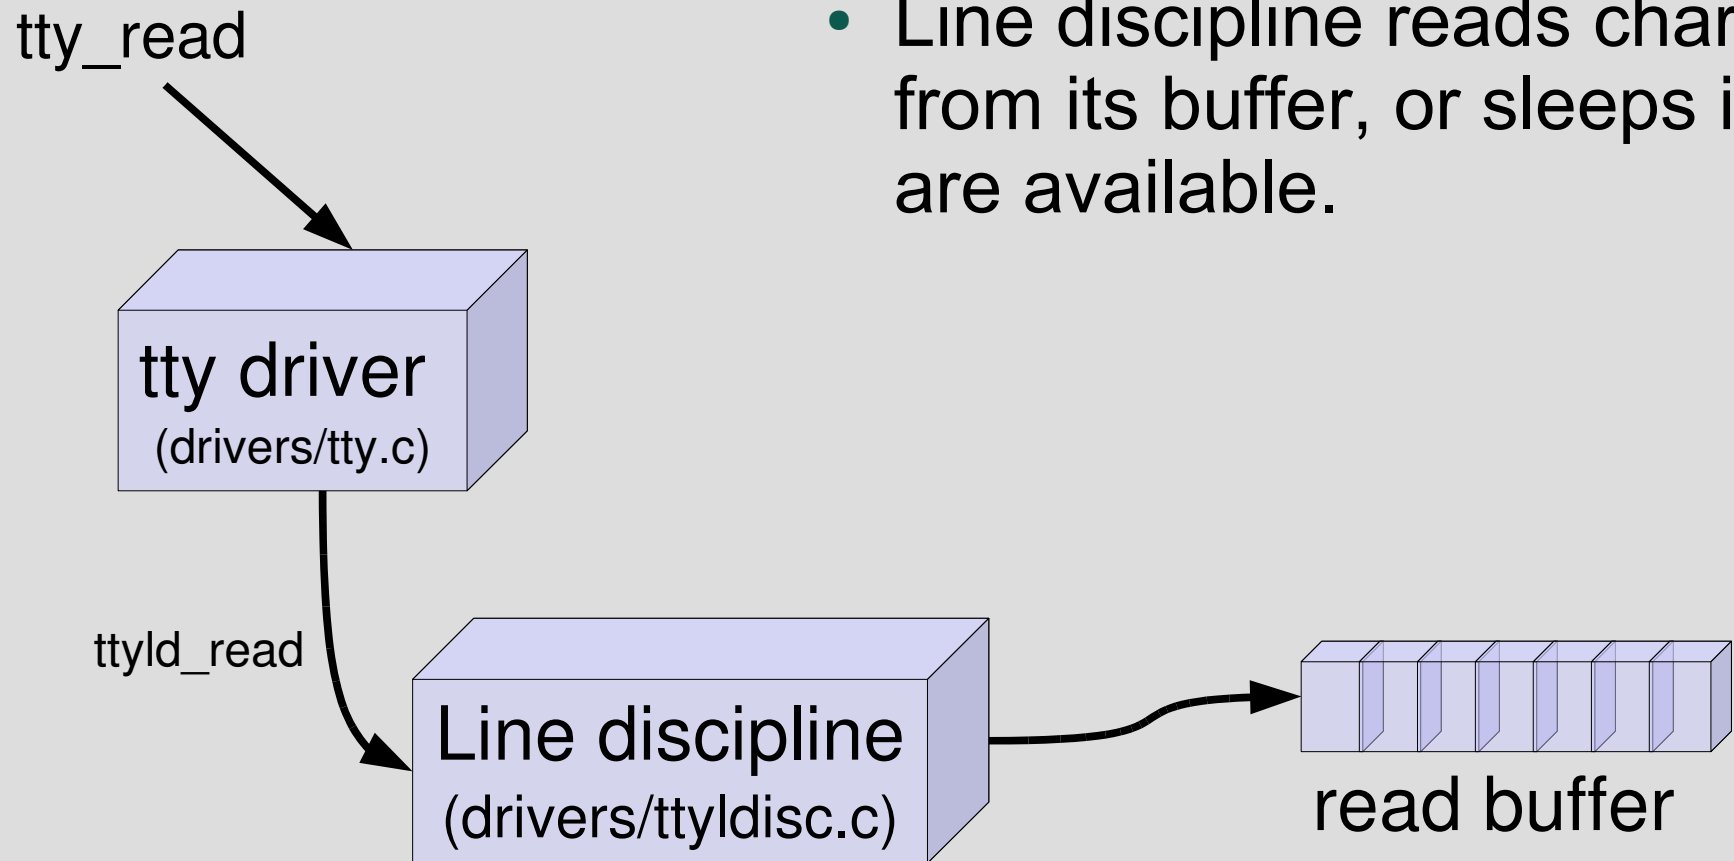 tty_read
• Line discipline reads char
from its buffer, or sleeps i
are available.
tty driver
(drivers/tty.c)
ttyld_read
Line discipline
(drivers/ttyldisc.c)
read buffer